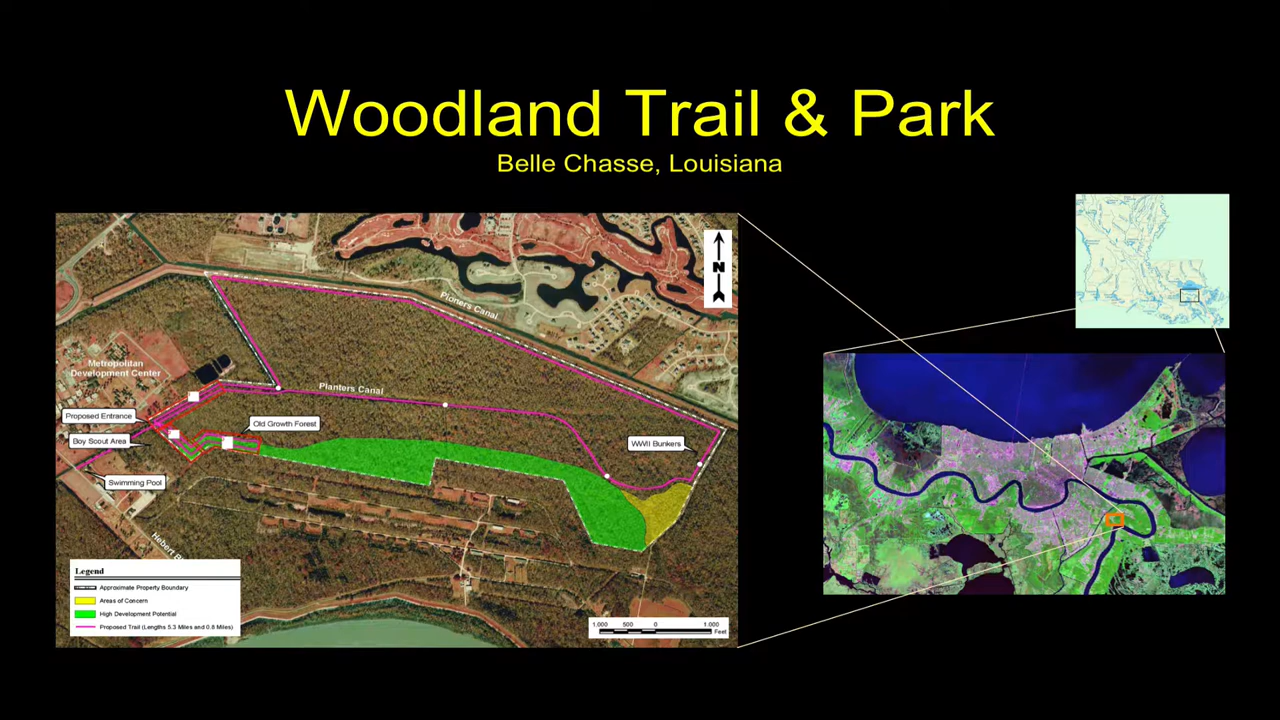 Woodland Trail & Park
Belle Chasse, Louisiana
N
Pioners Canal
Metropolitan
Development Center
Planters Canal
Proposed Entrance
Old Growth Forest
Boy Scout Area
WWII Bunkers
Swimming Pool
Hebert
Legend
Approximate Property Boundary
Areas of Concern
High Development Potential
Proposed Trail (Lengths 5.3 Miles and 0.8 Miles)
1,000 500 0 1,000
Feet